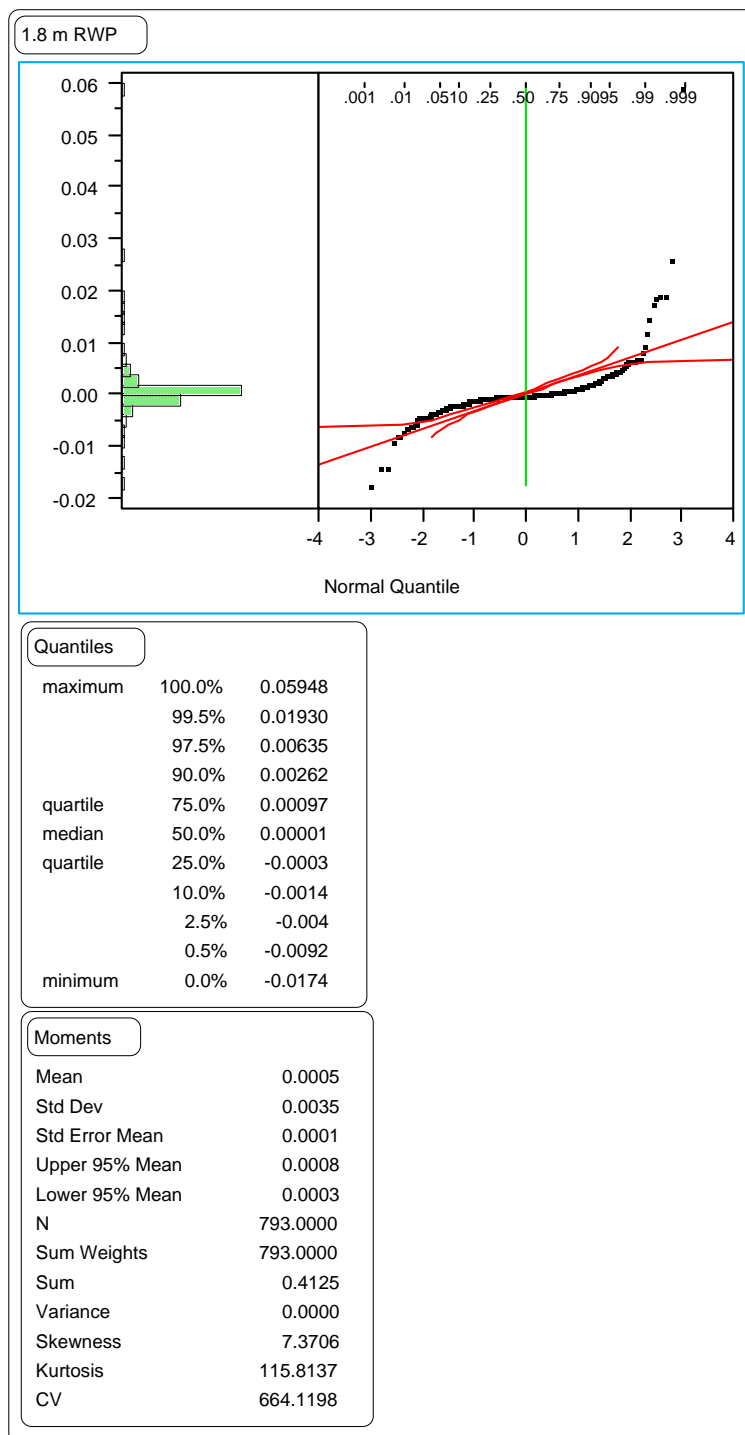 1.8 m RWP
.001 .01 .0510 .25 .50 .75 .9095 .99 .999
0.06
0.05
0.04
0.03
0.02
0.01
0.00
-0.01
-0.02
-4 -3 -2 -1 0 1 2 3 4
Normal Quantile
Quantiles
maximum 100.0% 0.05948
99.5% 0.01930
97.5% 0.00635
90.0% 0.00262
quartile 75.0% 0.00097
median 50.0% 0.00001
quartile 25.0% -0.0003
10.0% -0.0014
2.5% -0.004
0.5% -0.0092
minimum 0.0% -0.0174
Moments
Mean 0.0005
Std Dev 0.0035
Std Error Mean 0.0001
Upper 95% Mean 0.0008
Lower 95% Mean 0.0003
N 793.0000
Sum Weights 793.0000
Sum 0.4125
Variance 0.0000
Skewness 7.3706
Kurtosis 115.8137
CV 664.1198